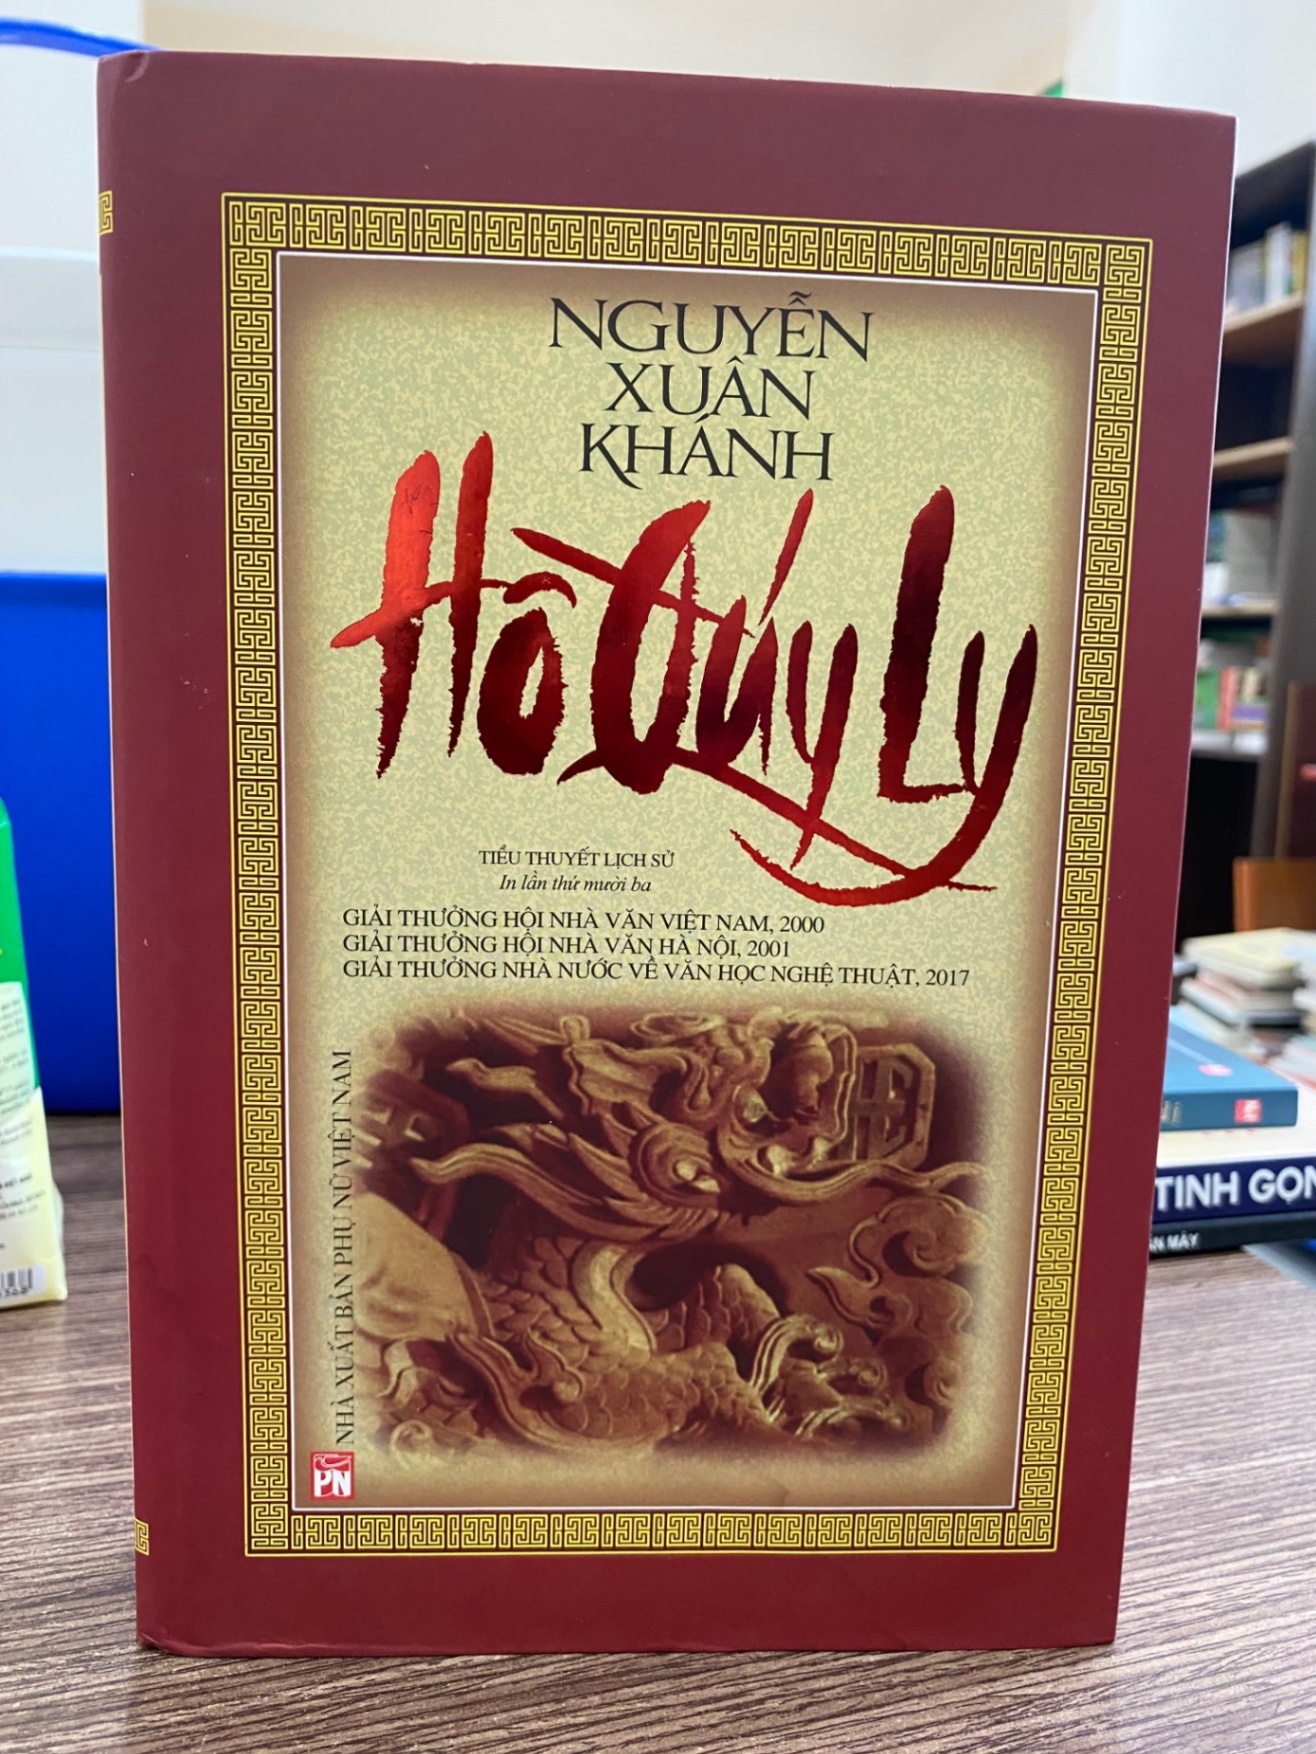 NGUYỄN
XUÂN
KHÁNH
Hồ Quý Ly
TIỂU THUYẾT LỊCH SỬ
In lần thứ mười ba
GIẢI THƯỞNG HỘI NHÀ VĂN VIỆT NAM, 2000
GIẢI THƯỞNG HỘI NHÀ VĂN HÀ NỘI, 2001
GIẢI THƯỞNG NHÀ NƯỚC VỀ VĂN HỌC NGHỆ THUẬT, 2017
NHÀ XUẤT BẢN PHỤ NỮ VIỆT NAM
PN
TINH GỌN
MÁY